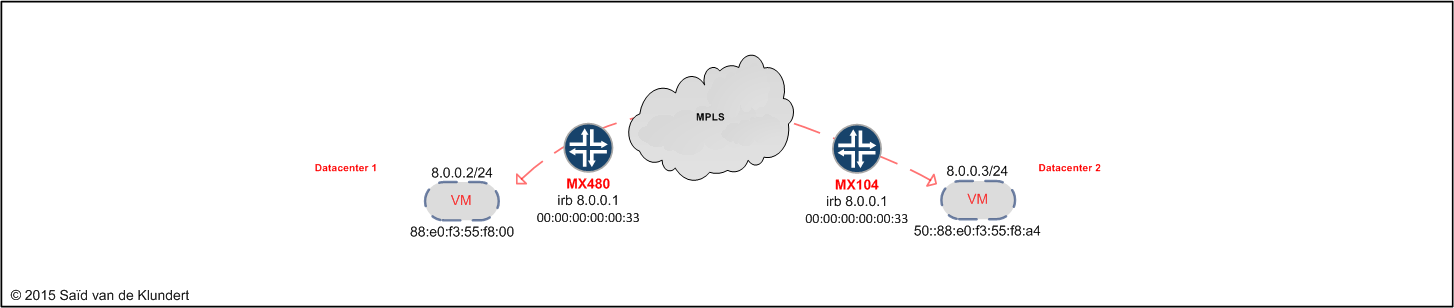 MPLS
Datacenter 1
8.0.0.2/24
VM
88:e0:f3:55:f8:00
MX480
irb 8.0.0.1
00:00:00:00:00:33
MX104
irb 8.0.0.1
00:00:00:00:00:33
8.0.0.3/24
VM
50::88:e0:f3:55:f8:a4
Datacenter 2
© 2015 Saïd van de Klundert